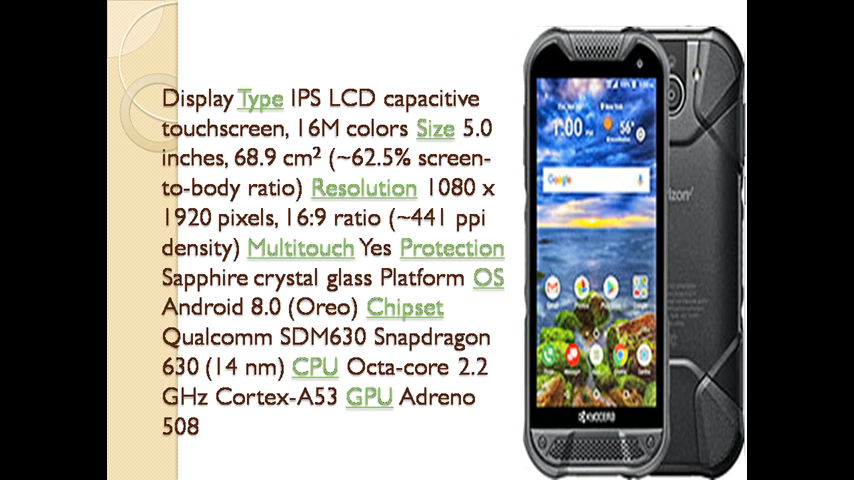 Display Type IPS LCD capacitive
touchscreen, 16M colors Size 5.0
inches, 68.9 cm² (~62.5% screen-
to-body ratio) Resolution 1080 x
1920 pixels, 16:9 ratio (~441 ppi
density) Multitouch Yes Protection
Sapphire crystal glass Platform OS
Android 8.0 (Oreo) Chipset
Qualcomm SDM630 Snapdragon
630 (14 nm) CPU Octa-core 2.2
GHz Cortex-A53 GPU Adreno
508
1:00 PM
56°
Google
rizon
KYOCERA